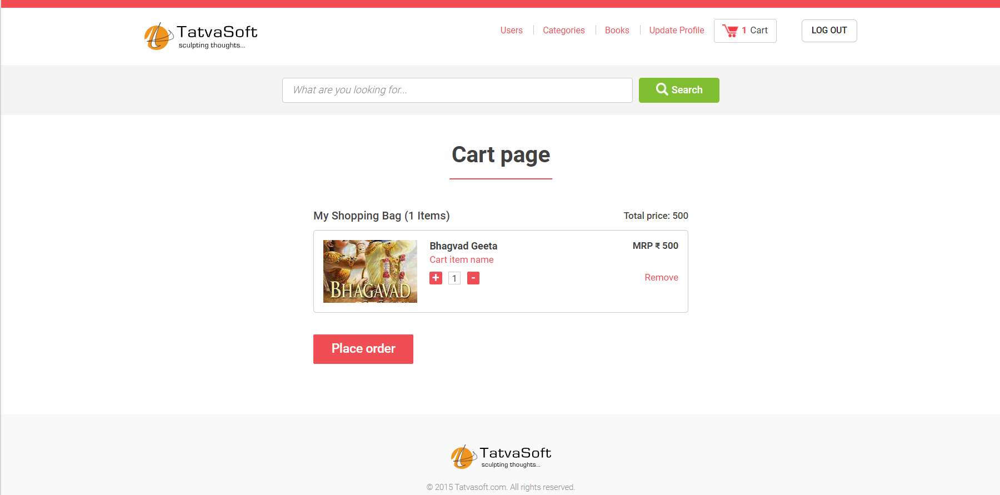 TatvaSoft
sculpting thoughts...
Users
Categories
Books
Update Profile
1 Cart
LOG OUT
What are you looking for...
Search
Cart page
My Shopping Bag (1 Items)
Total price: 500
BHAGAVAD
Bhagvad Geeta
MRP ₹ 500
Cart item name
+ 1 -
Remove
Place order
TatvaSoft
sculpting thoughts...
© 2015 Tatvasoft.com. All rights reserved.